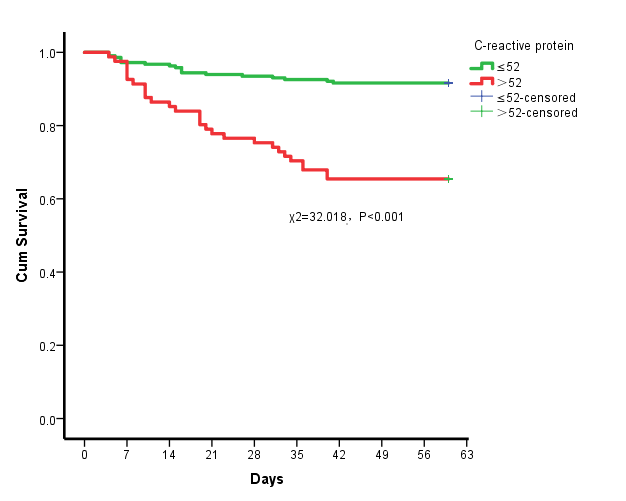 C-reactive protein
≤52
>52
≤52-censored
>52-censored
Cum Survival
1.0
0.8
0.6
0.4
0.2
0.0
χ2=32.018, P<0.001
0 7 14 21 28 35 42 49 56 63
Days